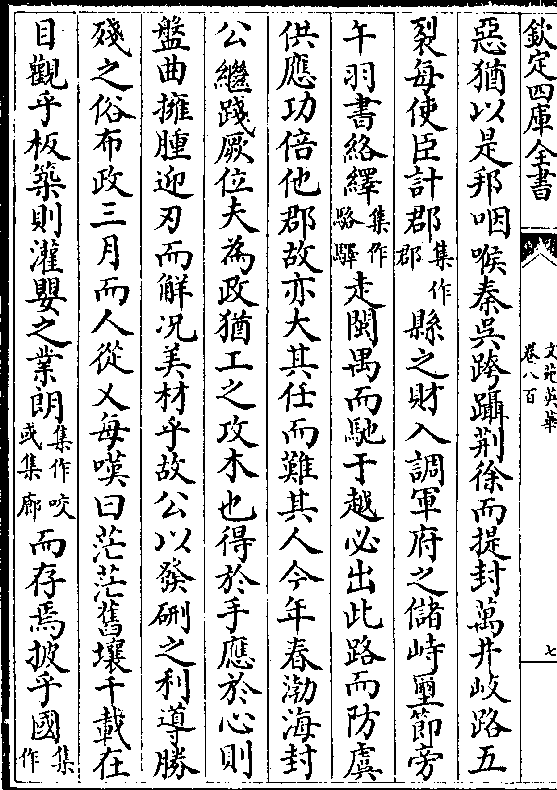 欽定四庫全書
文苑英華
卷八百
七
惡猶以是邦咽喉秦吳跨躡荆徐而提封萬井岐路五
裂每使臣計郡集作郡縣之財入調軍府之儲峙璽節旁
午羽書絡繹集作駱驛走閩禺而馳于越必出此路而防虞
供應功倍他郡故亦大其任而難其人今年春渤海封
公繼踐厥位夫為政猶工之攻木也得於手應於心則
盤曲擁腫迎刃而解况美材乎故公以發硎之利導勝
殘之俗布政三月而人從乂每嘆曰茫茫舊壤千載在
目觀乎板築則灌嬰之業朗集作皎或集廊而存焉披乎國集作